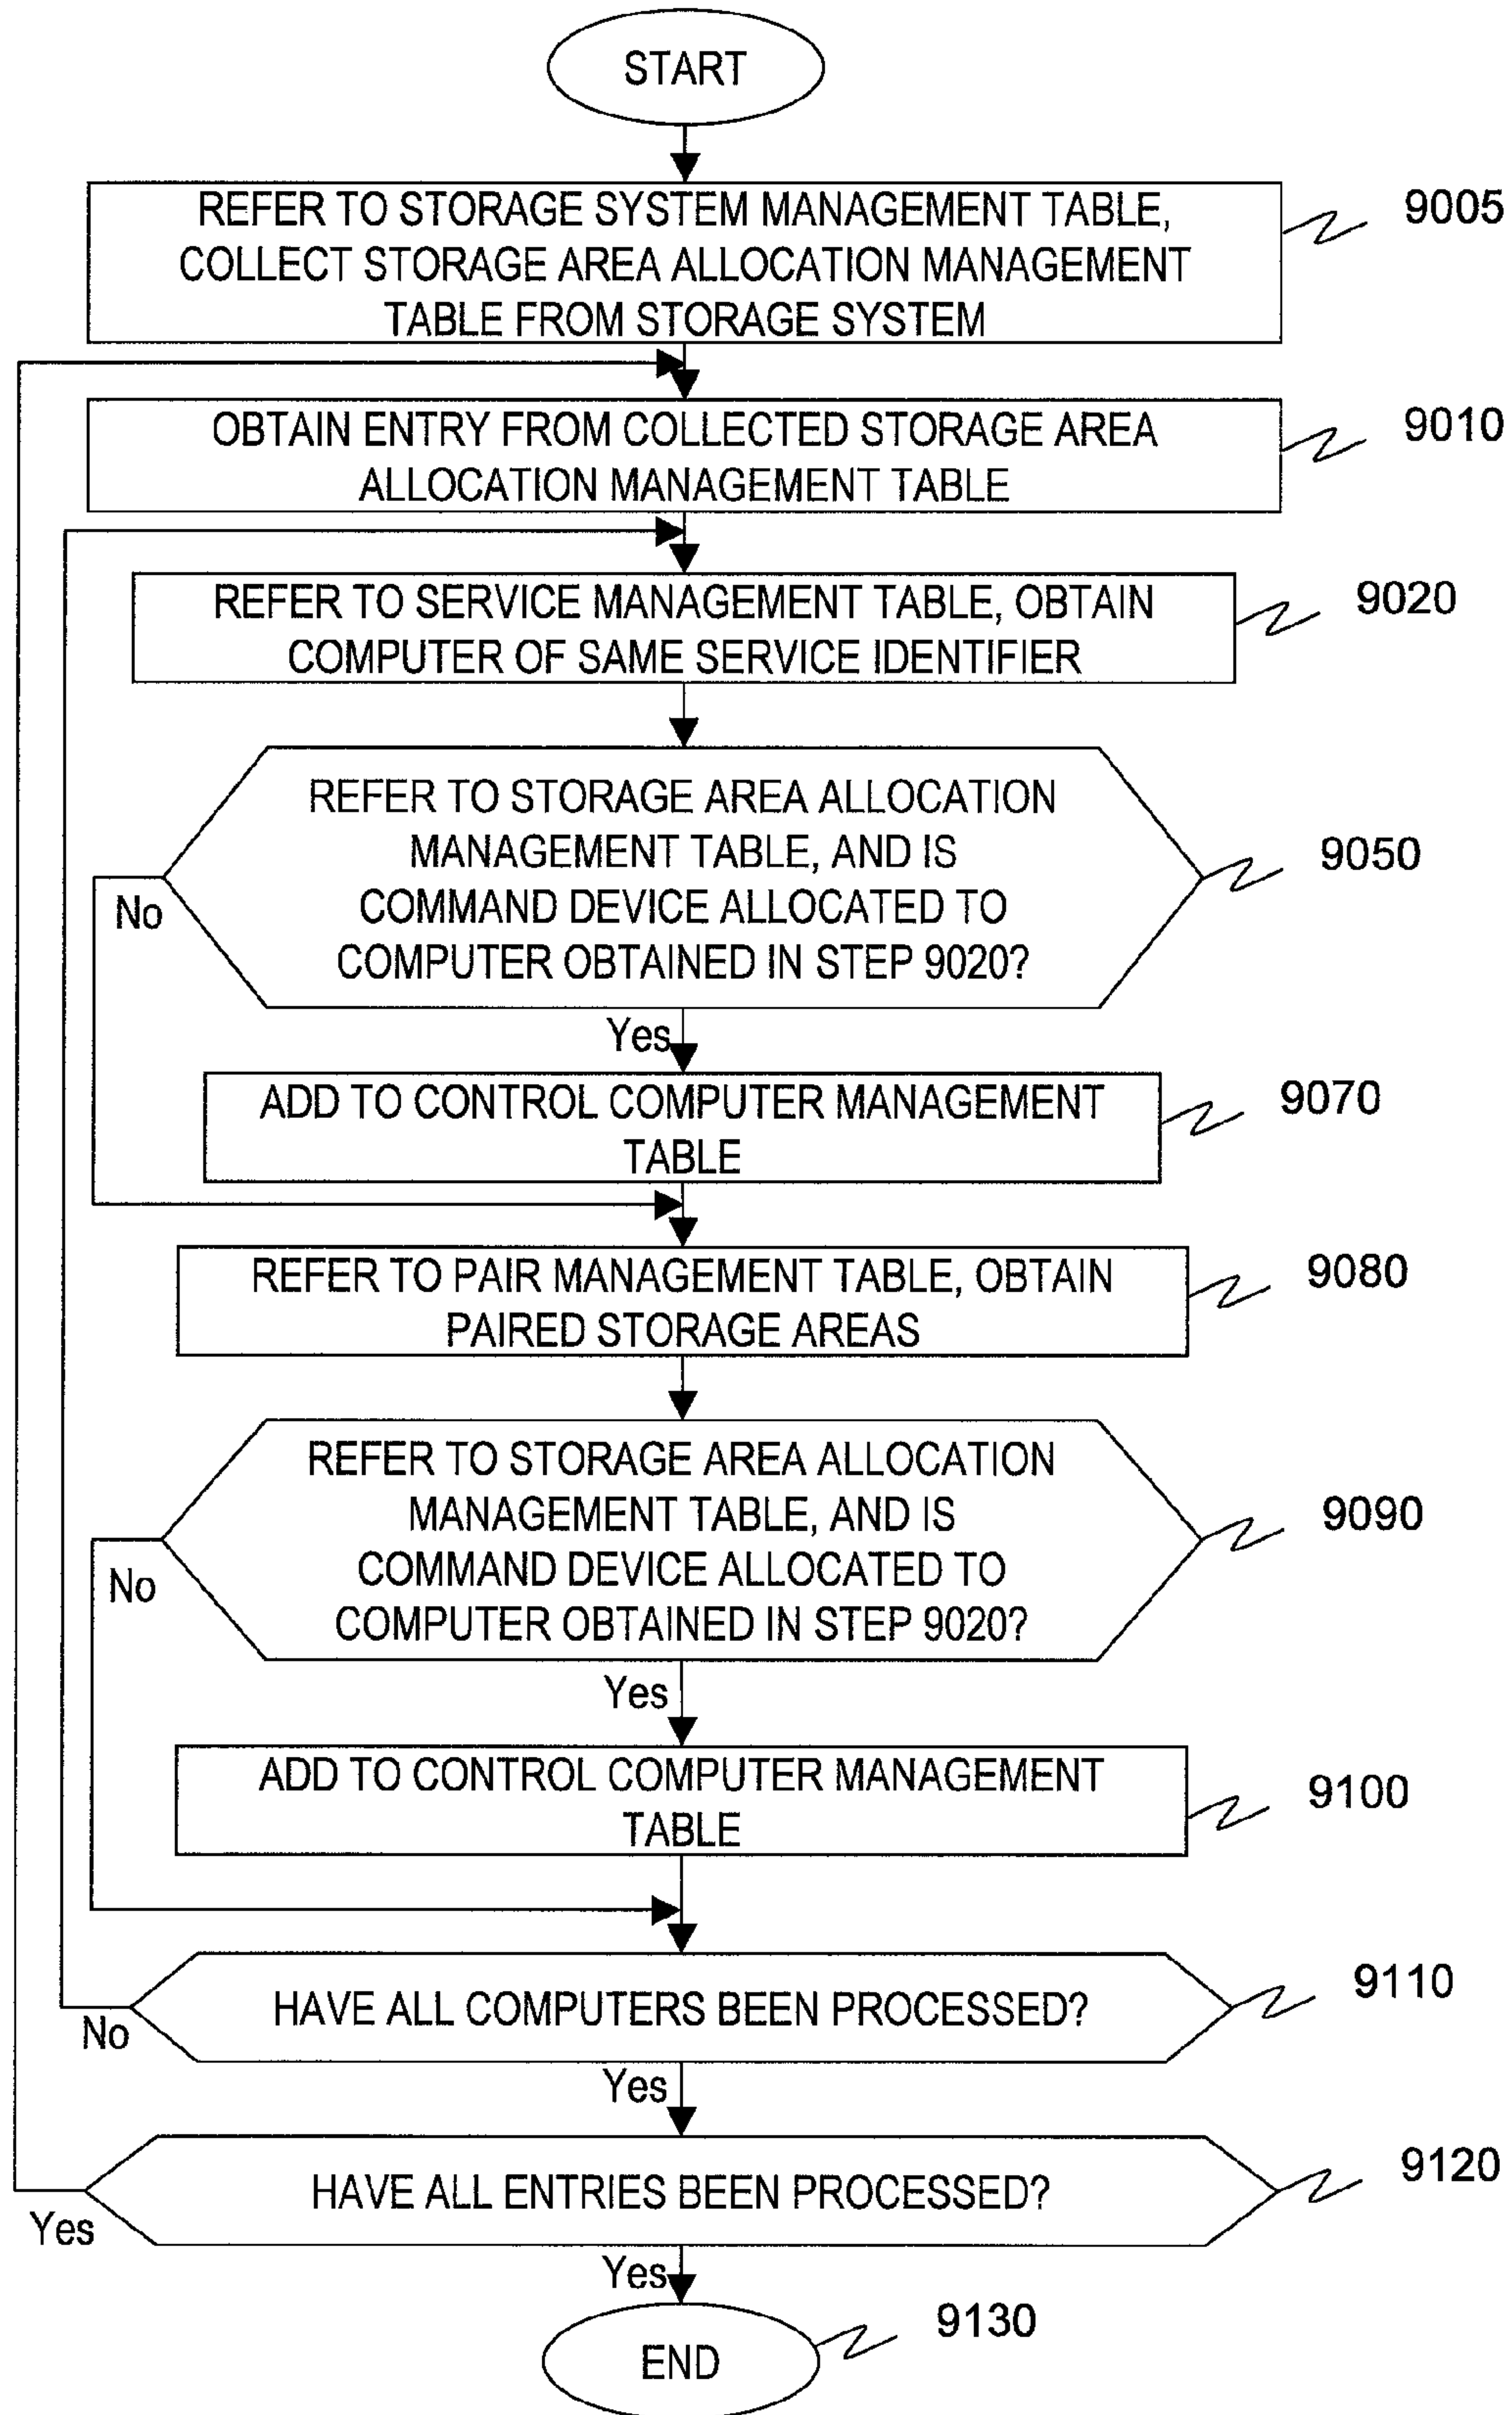 START
REFER TO STORAGE SYSTEM MANAGEMENT TABLE,
COLLECT STORAGE AREA ALLOCATION MANAGEMENT
TABLE FROM STORAGE SYSTEM
9005
OBTAIN ENTRY FROM COLLECTED STORAGE AREA
ALLOCATION MANAGEMENT TABLE
9010
REFER TO SERVICE MANAGEMENT TABLE, OBTAIN
COMPUTER OF SAME SERVICE IDENTIFIER
9020
REFER TO STORAGE AREA ALLOCATION
MANAGEMENT TABLE, AND IS
COMMAND DEVICE ALLOCATED TO
COMPUTER OBTAINED IN STEP 9020?
9050
No
Yes
ADD TO CONTROL COMPUTER MANAGEMENT
TABLE
9070
REFER TO PAIR MANAGEMENT TABLE, OBTAIN
PAIRED STORAGE AREAS
9080
REFER TO STORAGE AREA ALLOCATION
MANAGEMENT TABLE, AND IS
COMMAND DEVICE ALLOCATED TO
COMPUTER OBTAINED IN STEP 9020?
9090
No
Yes
ADD TO CONTROL COMPUTER MANAGEMENT
TABLE
9100
HAVE ALL COMPUTERS BEEN PROCESSED?
9110
No
Yes
HAVE ALL ENTRIES BEEN PROCESSED?
9120
Yes
Yes
END
9130